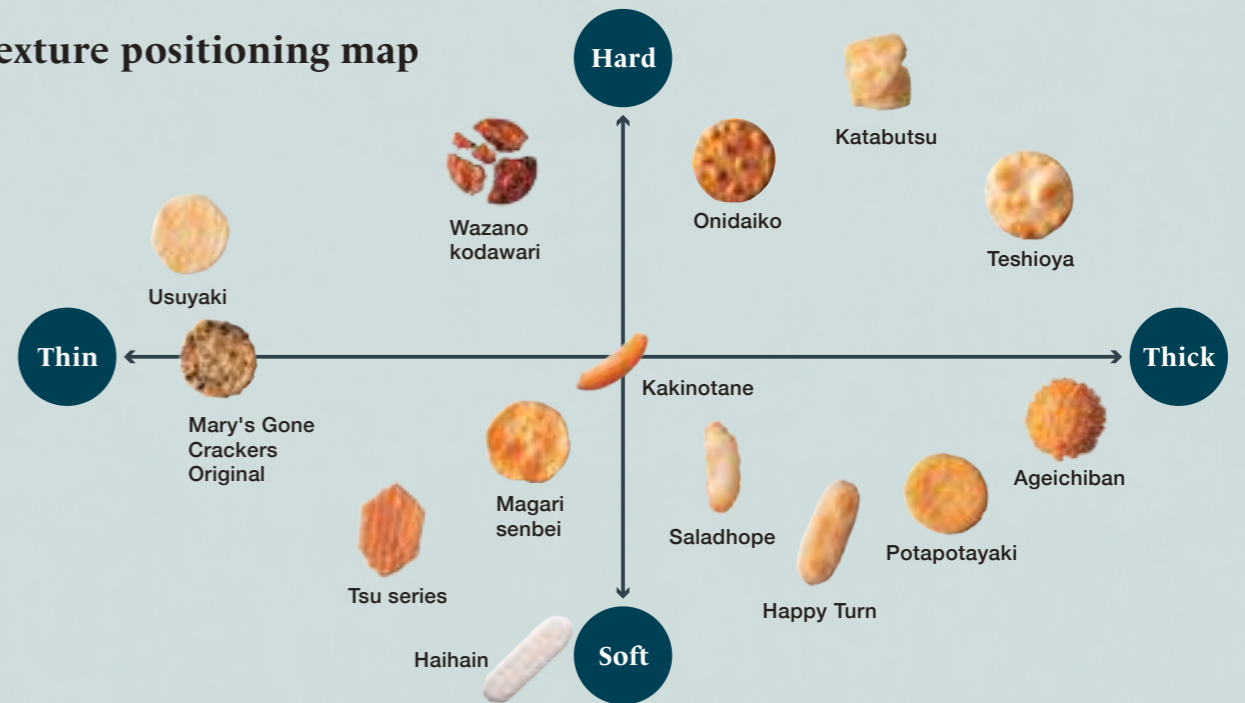 exture positioning map
Hard
Katabutsu
Onidaiko
Wazano
kodawari
Teshioya
Usuyaki
Thin
Thick
Kakinotane
Mary's Gone
Crackers
Original
Ageichiban
Magari
senbei
Saladhope
Potapotayaki
Tsu series
Happy Turn
Haihain
Soft